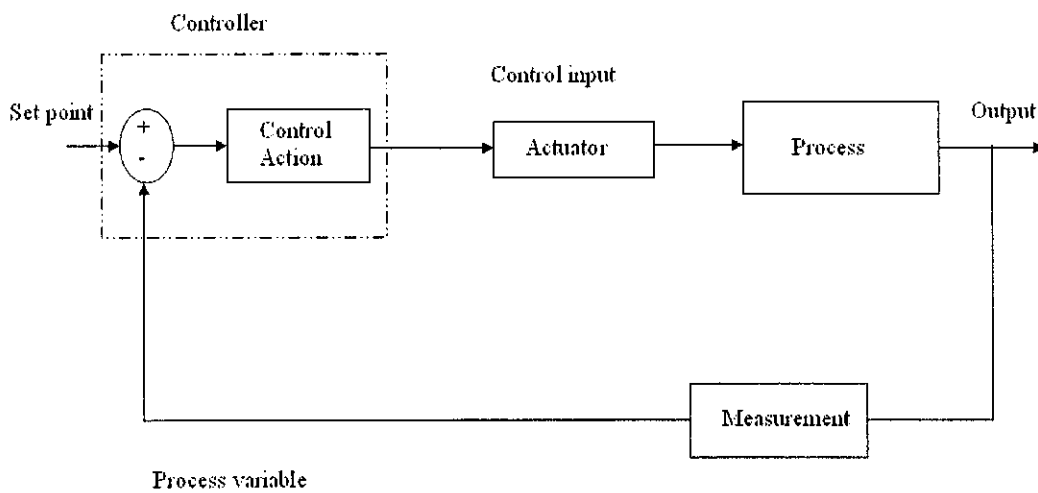 Controller
Set point
+
-
Control
Action
Control input
Actuator
Process
Output
Measurement
Process variable